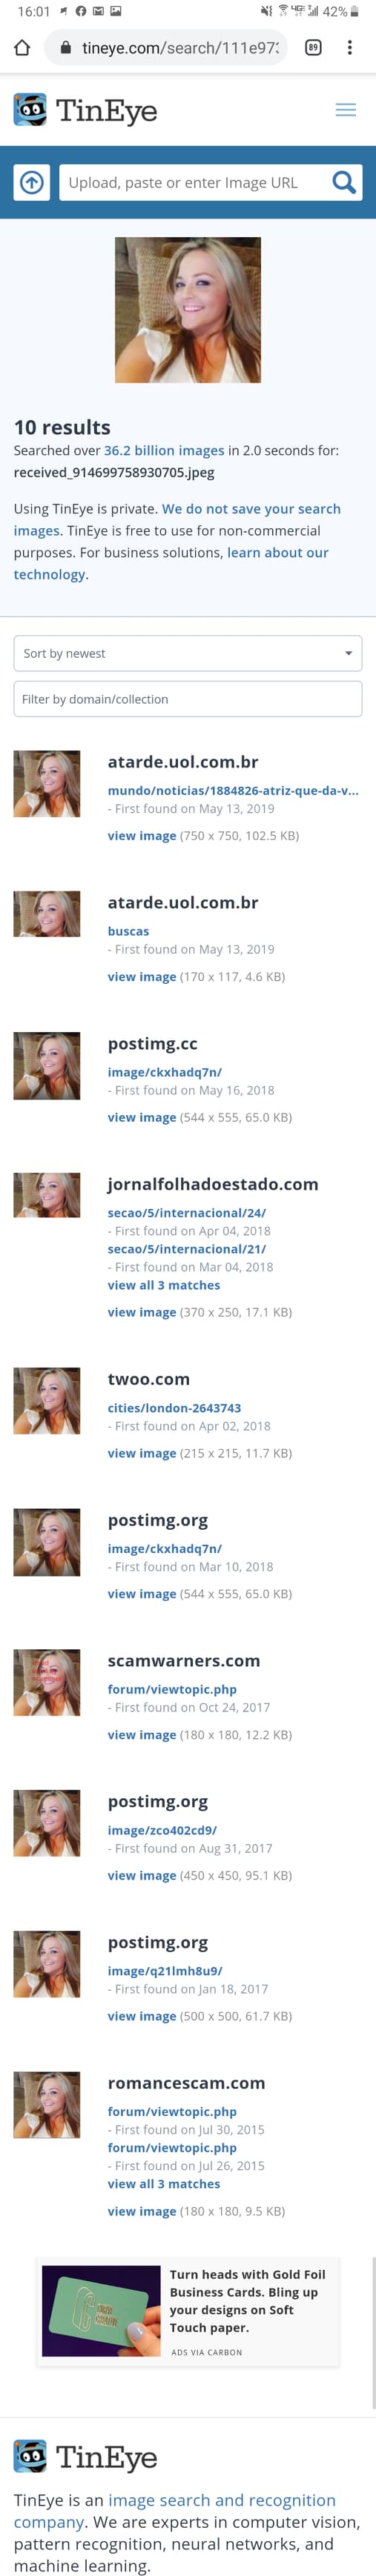 16:01
42%
tineye.com/search/111e973
89
TinEye
Upload, paste or enter Image URL
10 results
Searched over 36.2 billion images in 2.0 seconds for:
received_914699758930705.jpeg
Using TinEye is private. We do not save your search
images. TinEye is free to use for non-commercial
purposes. For business solutions, learn about our
technology.
Sort by newest
Filter by domain/collection
atarde.uol.com.br
mundo/noticias/1884826-atriz-que-da-v...
- First found on May 13, 2019
view image (750 x 750, 102.5 KB)
atarde.uol.com.br
buscas
- First found on May 13, 2019
view image (170 x 117, 4.6 KB)
postimg.cc
image/ckxhadq7n/
- First found on May 16, 2018
view image (544 x 555, 65.0 KB)
jornalfolhadoestado.com
secao/5/internacional/24/
- First found on Apr 04, 2018
secao/5/internacional/21/
- First found on Mar 04, 2018
view all 3 matches
view image (370 x 250, 17.1 KB)
twoo.com
cities/london-2643743
- First found on Apr 02, 2018
view image (215 x 215, 11.7 KB)
postimg.org
image/ckxhadq7n/
- First found on Mar 10, 2018
view image (544 x 555, 65.0 KB)
scamwarners.com
forum/viewtopic.php
- First found on Oct 24, 2017
view image (180 x 180, 12.2 KB)
postimg.org
image/zco402cd9/
- First found on Aug 31, 2017
view image (450 x 450, 95.1 KB)
postimg.org
image/q21lmh8u9/
- First found on Jan 18, 2017
view image (500 x 500, 61.7 KB)
romancescam.com
forum/viewtopic.php
- First found on Jul 30, 2015
forum/viewtopic.php
- First found on Jul 26, 2015
view all 3 matches
view image (180 x 180, 9.5 KB)
Turn heads with Gold Foil
Business Cards. Bling up
your designs on Soft
Touch paper.
ADS VIA CARBON
TinEye
TinEye is an image search and recognition
company. We are experts in computer vision,
pattern recognition, neural networks, and
machine learning.